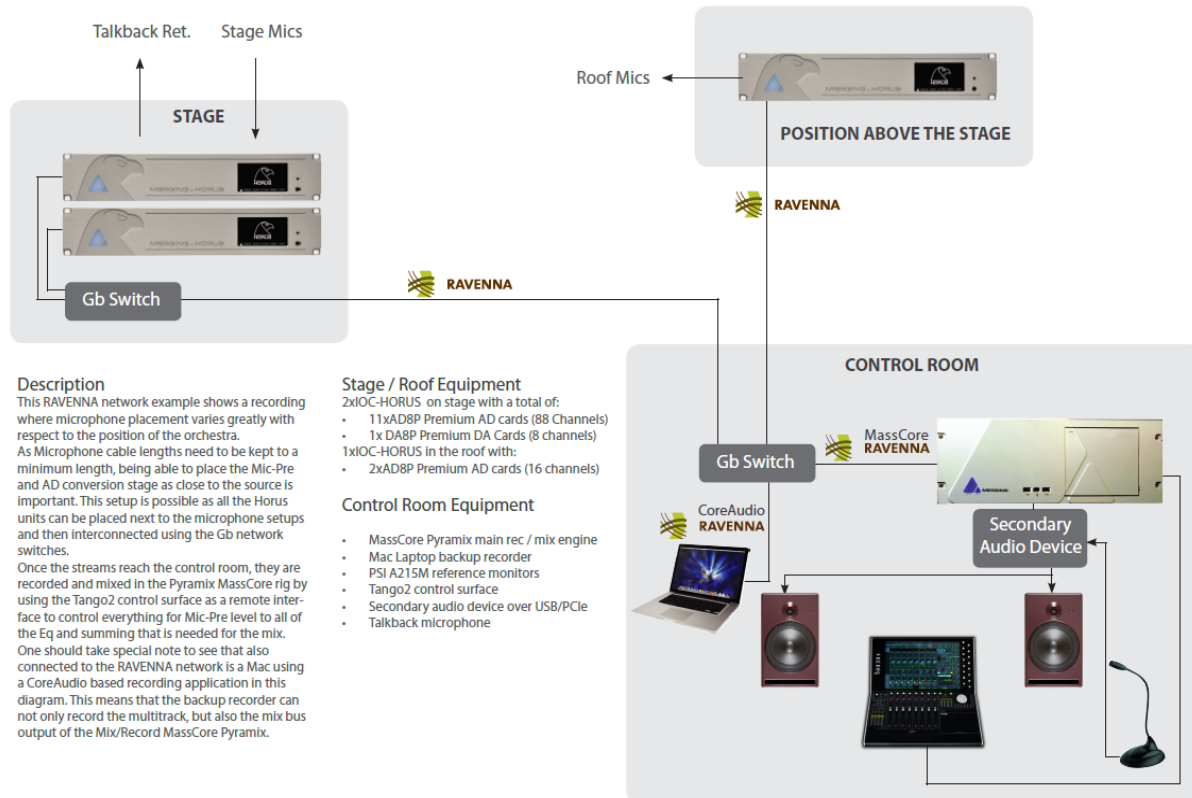 Talkback Ret. Stage Mics
STAGE
MERGING HORUS
HORUS
MERGING HORUS
HORUS
Gb Switch
RAVENNA
Roof Mics
MERGING HORUS
HORUS
POSITION ABOVE THE STAGE
RAVENNA
Description
This RAVENNA network example shows a recording
where microphone placement varies greatly with
respect to the position of the orchestra.
As Microphone cable lengths need to be kept to a
minimum length, being able to place the Mic-Pre
and AD conversion stage as close to the source is
important. This setup is possible as all the Horus
units can be placed next to the microphone setups
and then interconnected using the Gb network
switches.
Once the streams reach the control room, they are
recorded and mixed in the Pyramix MassCore rig by
using the Tango2 control surface as a remote inter-
face to control everything for Mic-Pre level to all of
the Eq and summing that is needed for the mix.
One should take special note to see that also
connected to the RAVENNA network is a Mac using
a CoreAudio based recording application in this
diagram. This means that the backup recorder can
not only record the multitrack, but also the mix bus
output of the Mix/Record MassCore Pyramix.
Stage / Roof Equipment
2xIOC-HORUS on stage with a total of:
• 11xAD8P Premium AD cards (88 Channels)
• 1x DA8P Premium DA Cards (8 channels)
1xIOC-HORUS in the roof with:
• 2xAD8P Premium AD cards (16 channels)
Control Room Equipment
• MassCore Pyramix main rec / mix engine
• Mac Laptop backup recorder
• PSI A215M reference monitors
• Tango2 control surface
• Secondary audio device over USB/PCIe
• Talkback microphone
CONTROL ROOM
Gb Switch
MassCore
RAVENNA
MERGING
CoreAudio
RAVENNA
Secondary
Audio Device